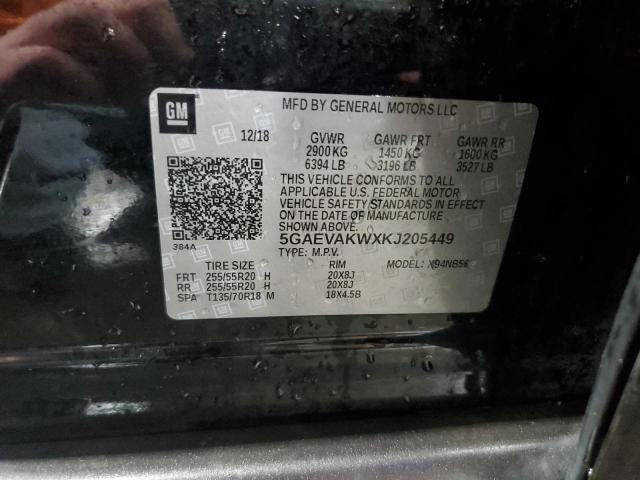 GM
MFD BY GENERAL MOTORS LLC
12/18 GVWR GAWR FRT GAWR RR
2900 KG 1450 KG 1600 KG
6394 LB 3196 LB 3527 LB
THIS VEHICLE CONFORMS TO ALL
APPLICABLE U.S. FEDERAL MOTOR
VEHICLE SAFETY STANDARDS IN
EFFECT ON THE DATE OF MANUFACTURE
SHOWN ABOVE.
5GAEVAKWXKJ205449
384A
TYPE: M.P.V. MODEL: X94NB56
TIRE SIZE RIM
FRT 255/55R20 H 20X8J
RR 255/55R20 H 20X8J
SPA T135/70R18 M 18X4.5B